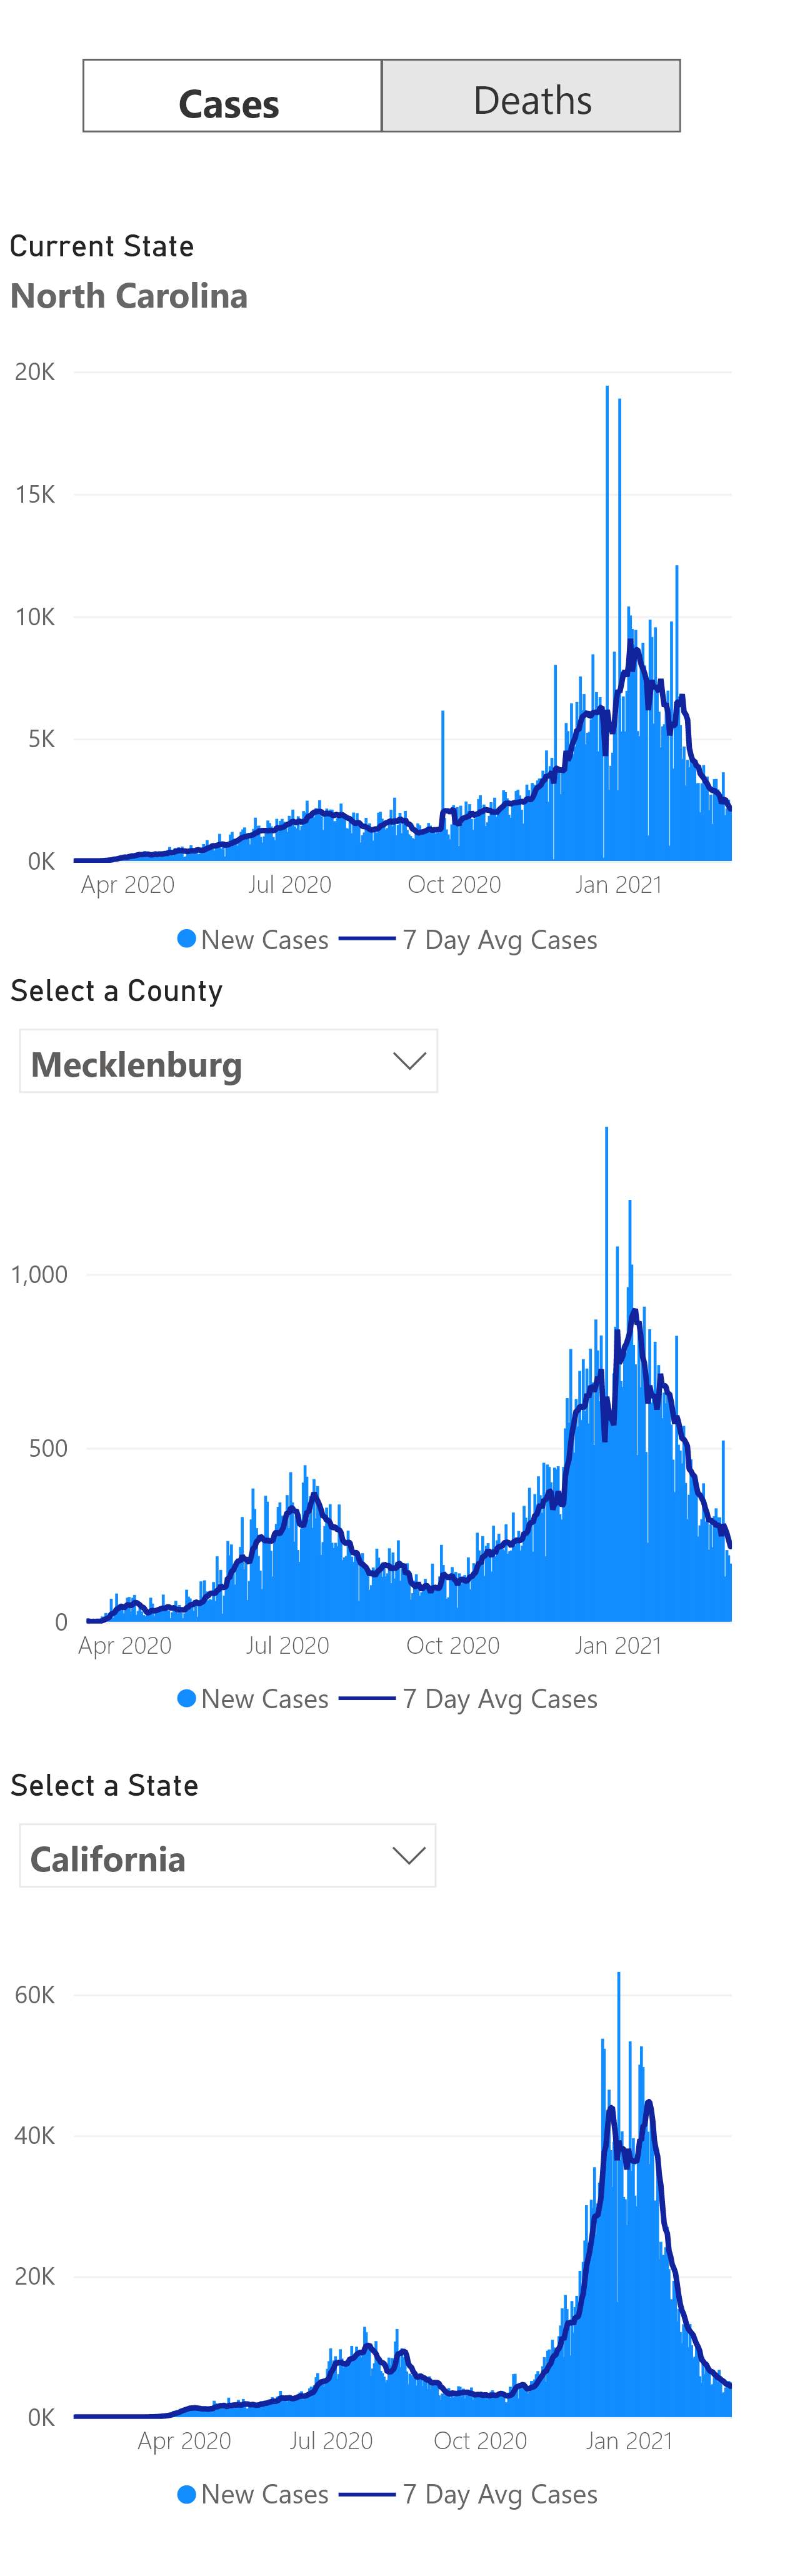 Cases Deaths
Current State
North Carolina
20K
15K
10K
5K
0K
Apr 2020 Jul 2020 Oct 2020 Jan 2021
New Cases 7 Day Avg Cases
Select a County
Mecklenburg
1,000
500
0
Apr 2020 Jul 2020 Oct 2020 Jan 2021
New Cases 7 Day Avg Cases
Select a State
California
60K
40K
20K
0K
Apr 2020 Jul 2020 Oct 2020 Jan 2021
New Cases 7 Day Avg Cases